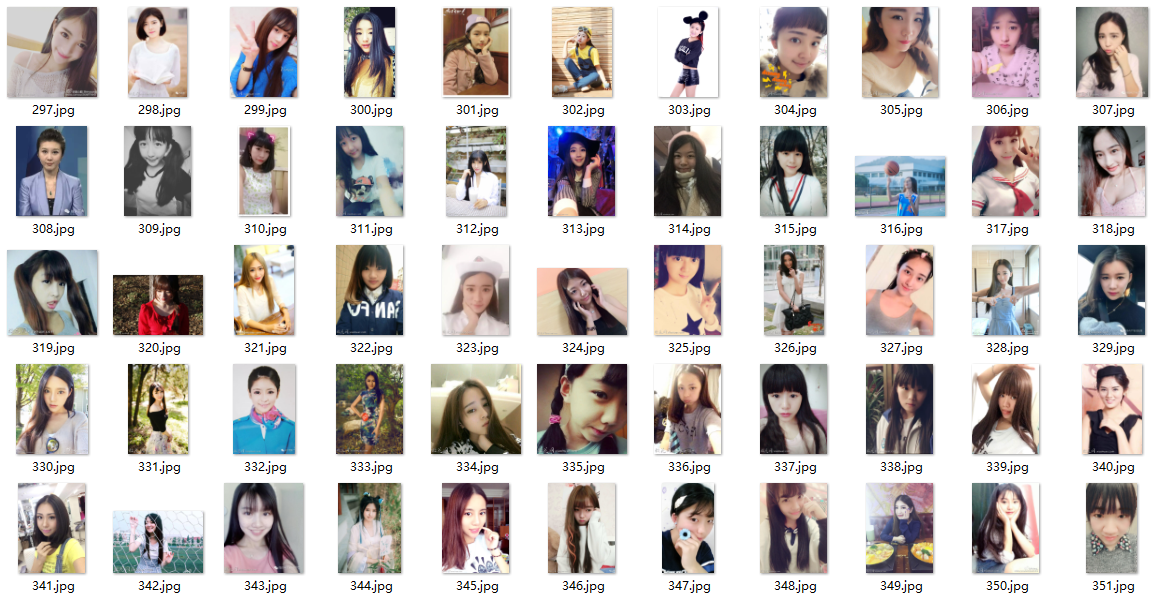 297.jpg 298.jpg 299.jpg 300.jpg 301.jpg 302.jpg 303.jpg 304.jpg 305.jpg 306.jpg 307.jpg
308.jpg 309.jpg 310.jpg 311.jpg 312.jpg 313.jpg 314.jpg 315.jpg 316.jpg 317.jpg 318.jpg
319.jpg 320.jpg 321.jpg 322.jpg 323.jpg 324.jpg 325.jpg 326.jpg 327.jpg 328.jpg 329.jpg
330.jpg 331.jpg 332.jpg 333.jpg 334.jpg 335.jpg 336.jpg 337.jpg 338.jpg 339.jpg 340.jpg
341.jpg 342.jpg 343.jpg 344.jpg 345.jpg 346.jpg 347.jpg 348.jpg 349.jpg 350.jpg 351.jpg